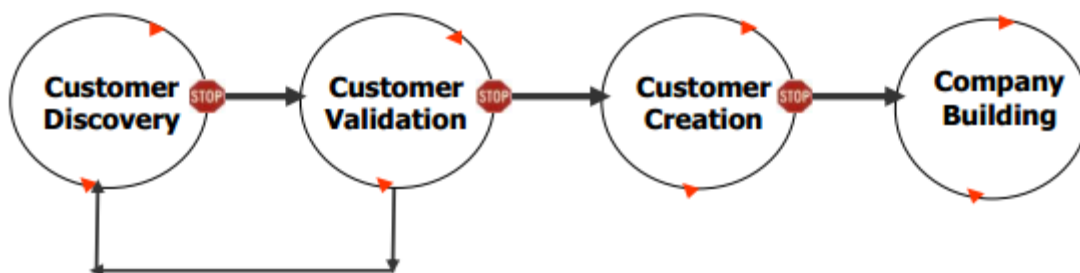 Customer
Discovery
STOP
Customer
Validation
STOP
Customer
Creation
STOP
Company
Building